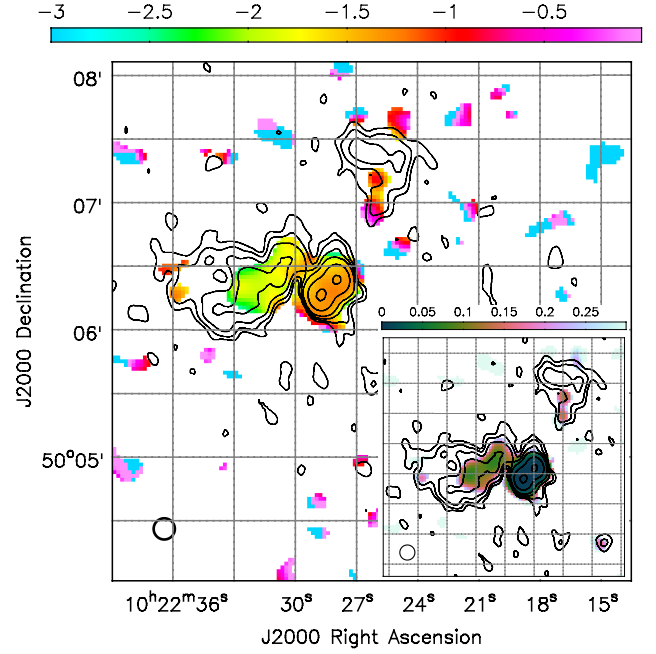 −3 −2.5 −2 −1.5 −1 −0.5
08'
07'
06'
50°05'
J2000 Declination
0 0.05 0.1 0.15 0.2 0.25
10ʰ22ᵐ36ˢ 30ˢ 27ˢ 24ˢ 21ˢ 18ˢ 15ˢ
J2000 Right Ascension